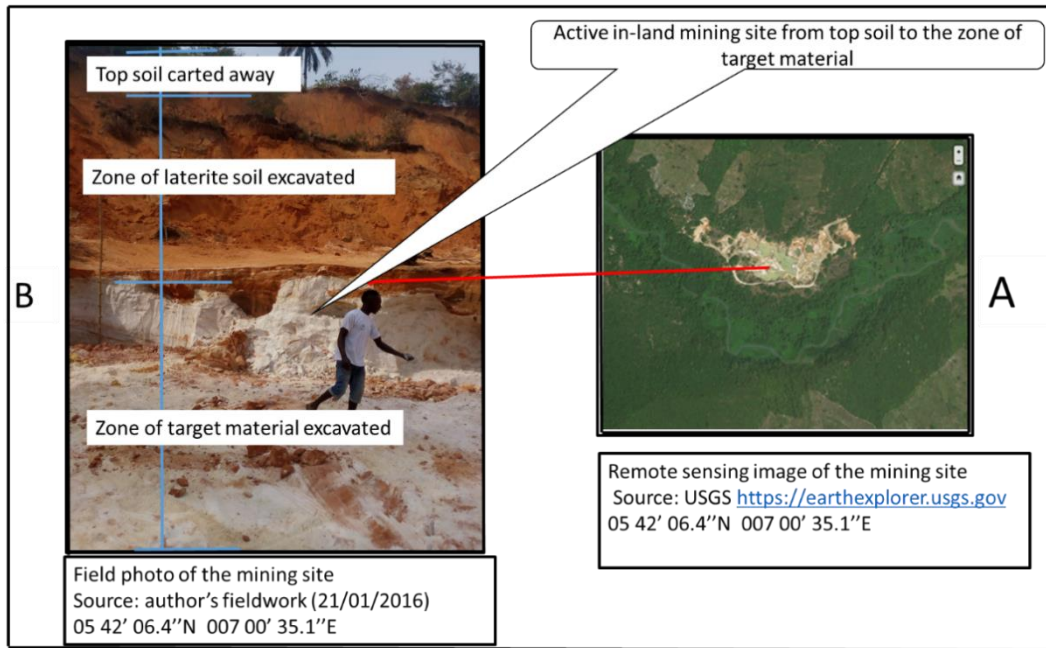 Active in-land mining site from top soil to the zone of
target material
Top soil carted away
Zone of laterite soil excavated
B
A
Zone of target material excavated
Remote sensing image of the mining site
Source: USGS https://earthexplorer.usgs.gov
05 42’ 06.4’’N 007 00’ 35.1’’E
Field photo of the mining site
Source: author’s fieldwork (21/01/2016)
05 42’ 06.4’’N 007 00’ 35.1’’E